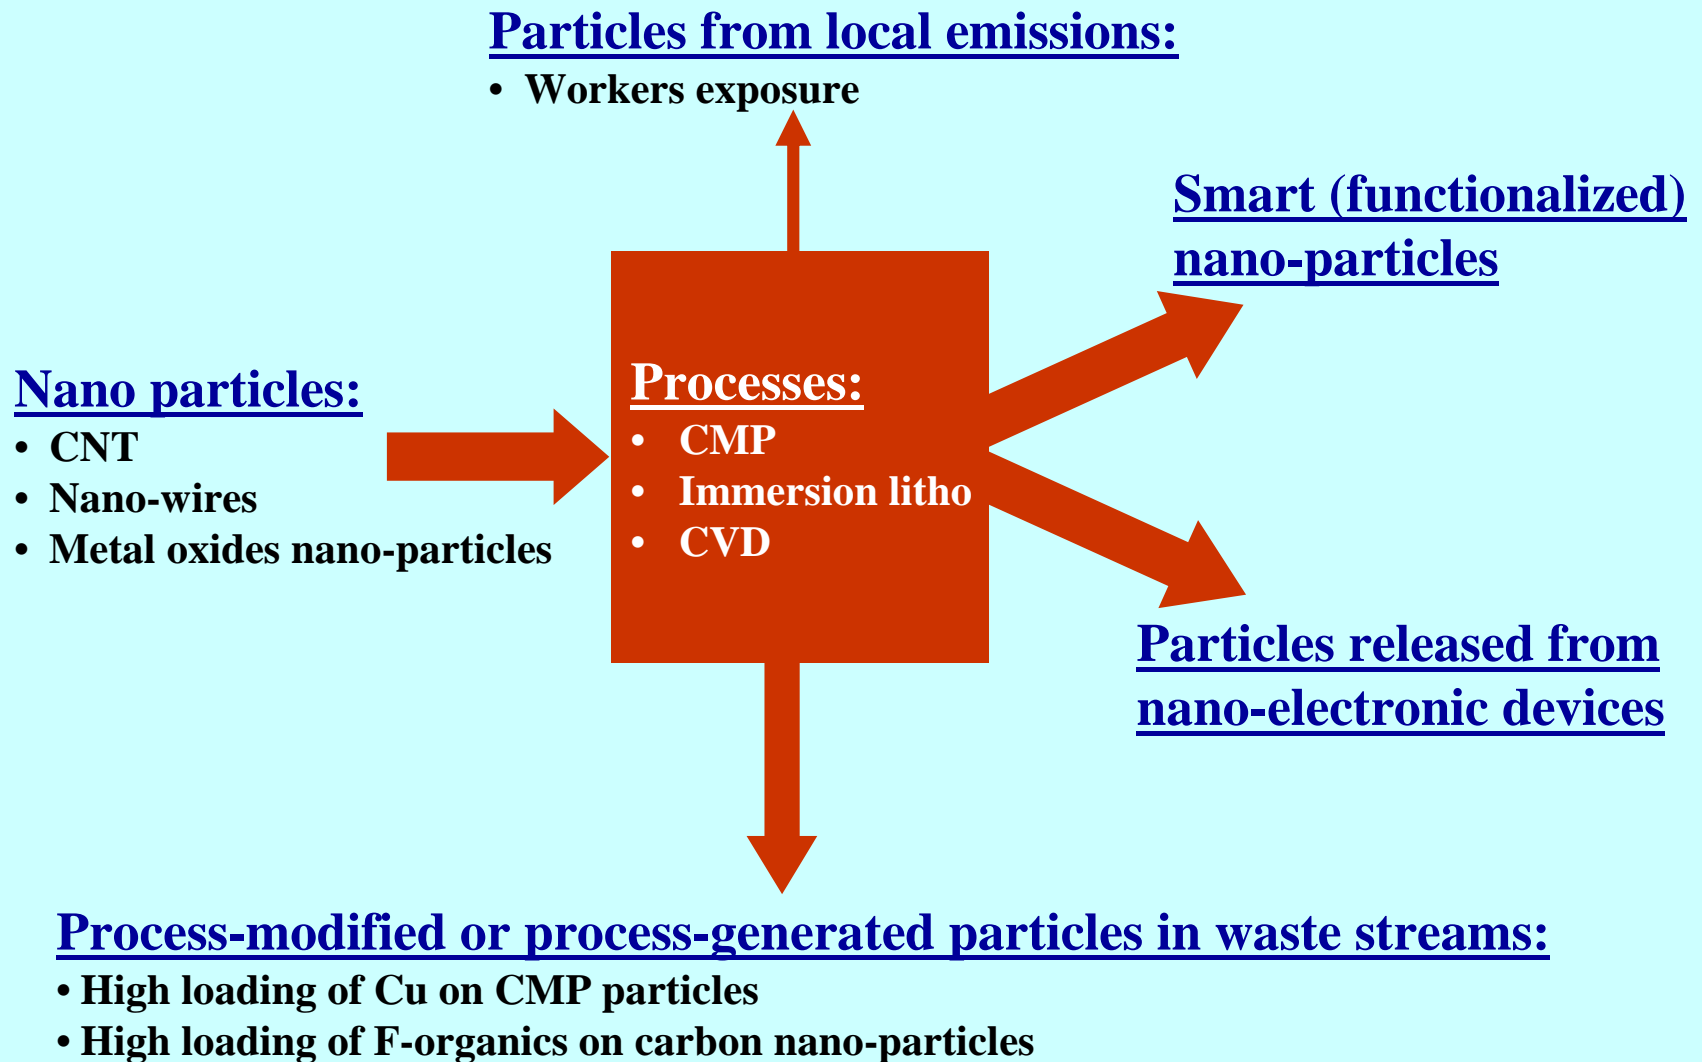 Particles from local emissions:
• Workers exposure
Smart (functionalized)
nano-particles
Nano particles:
• CNT
• Nano-wires
• Metal oxides nano-particles
Processes:
• CMP
• Immersion litho
• CVD
Particles released from
nano-electronic devices
Process-modified or process-generated particles in waste streams:
• High loading of Cu on CMP particles
• High loading of F-organics on carbon nano-particles